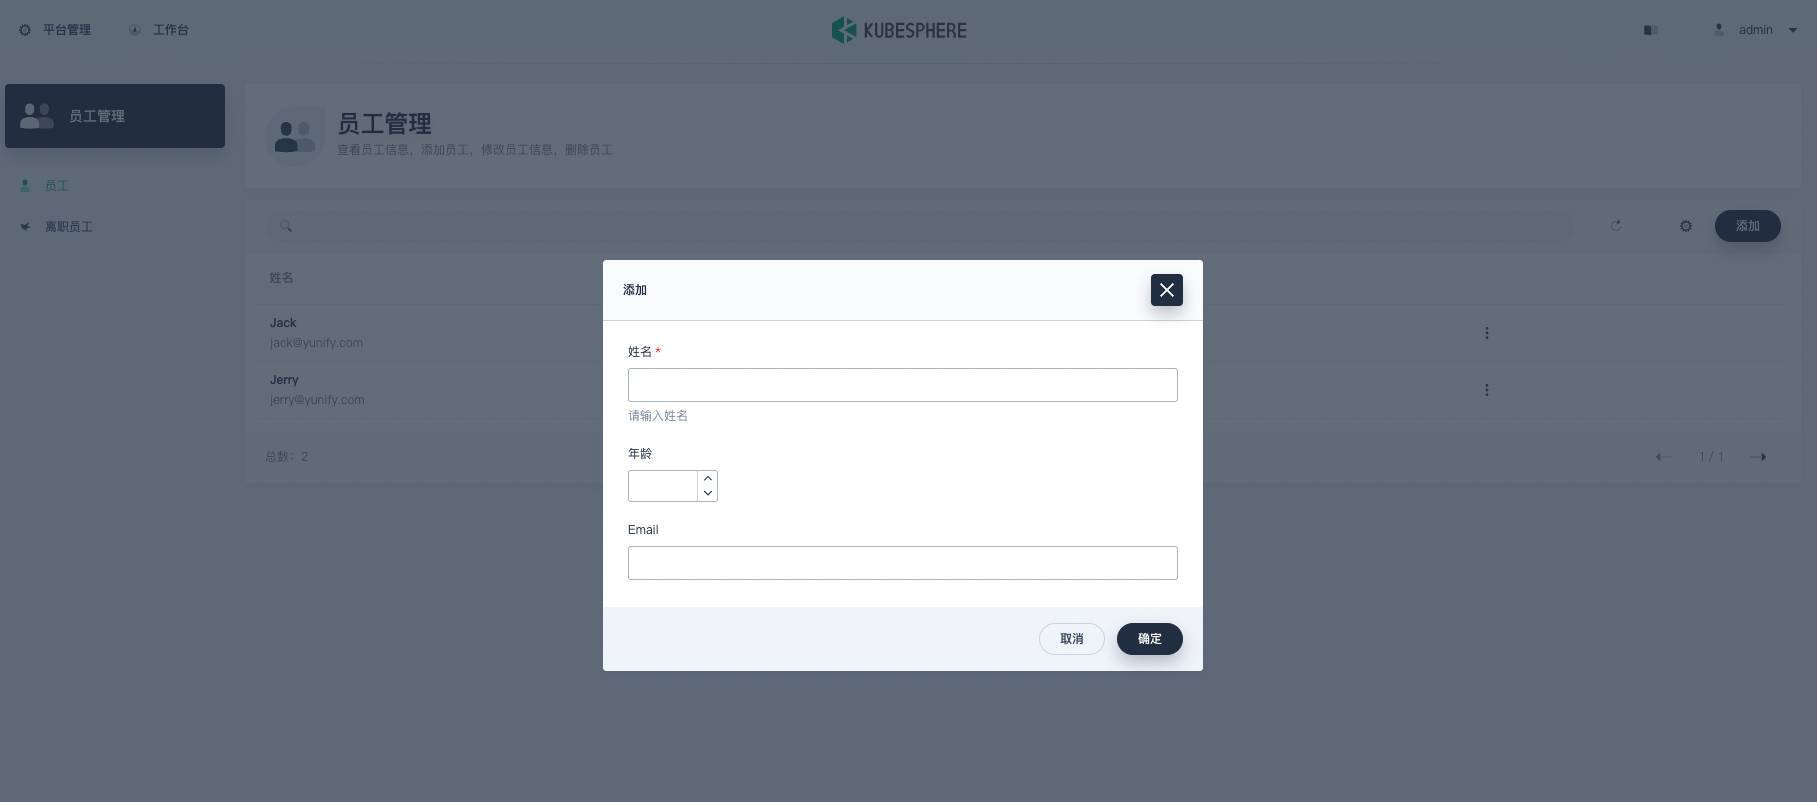 平台管理
工作台
KUBESPHERE
admin
员工管理
员工
离职员工
员工管理
查看员工信息，添加员工，修改员工信息，删除员工
添加
姓名
Jack
jack@yunify.com
Jerry
jerry@yunify.com
总数：2
1 / 1
添加
姓名 *
请输入姓名
年龄
Email
取消
确定